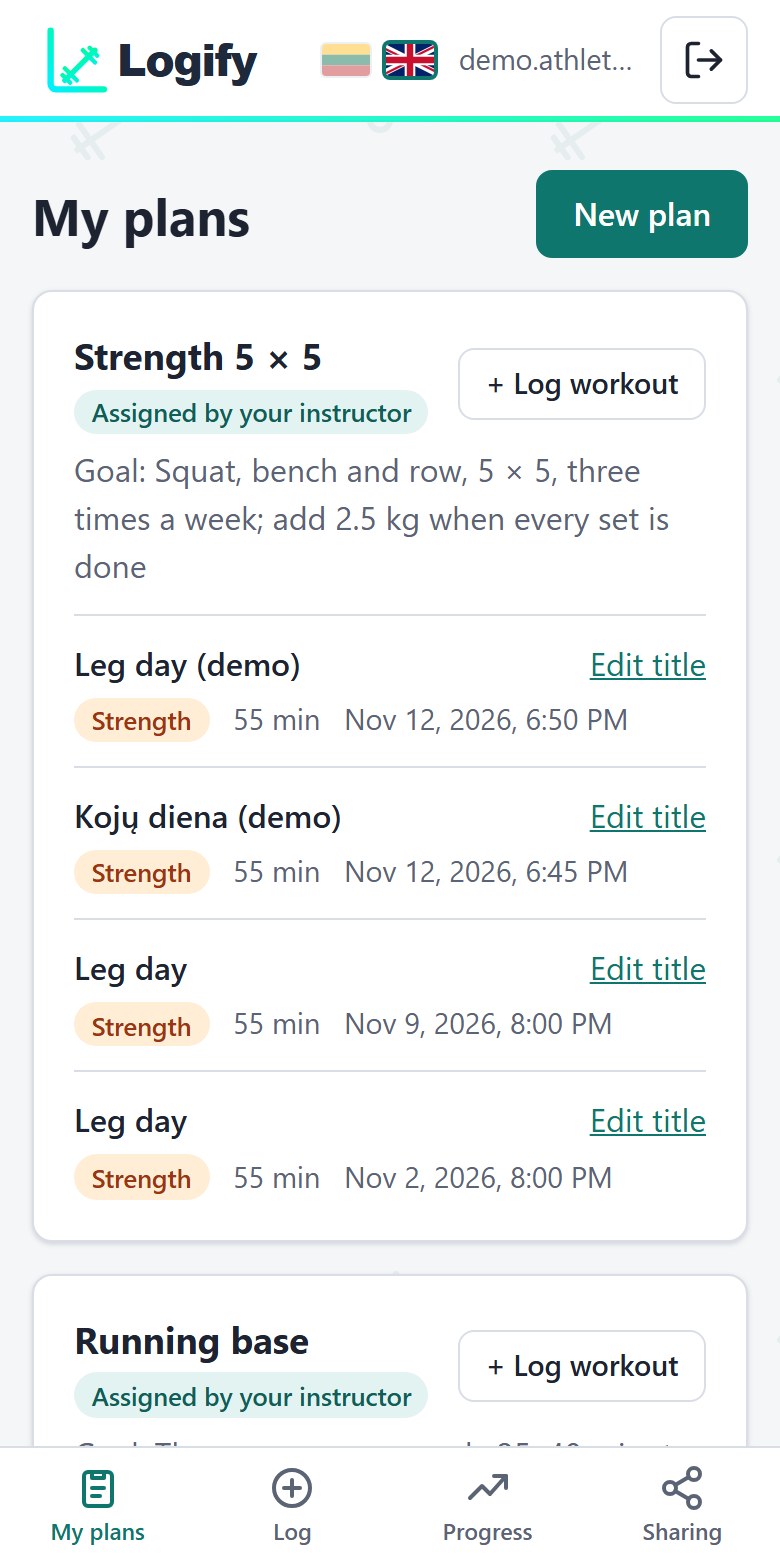 Logify
demo.athlet...
My plans
New plan
Strength 5 × 5
+ Log workout
Assigned by your instructor
Goal: Squat, bench and row, 5 × 5, three
times a week; add 2.5 kg when every set is
done
Leg day (demo)
Edit title
Strength 55 min Nov 12, 2026, 6:50 PM
Kojų diena (demo)
Edit title
Strength 55 min Nov 12, 2026, 6:45 PM
Leg day
Edit title
Strength 55 min Nov 9, 2026, 8:00 PM
Leg day
Edit title
Strength 55 min Nov 2, 2026, 8:00 PM
Running base
+ Log workout
Assigned by your instructor
My plans
Log
Progress
Sharing